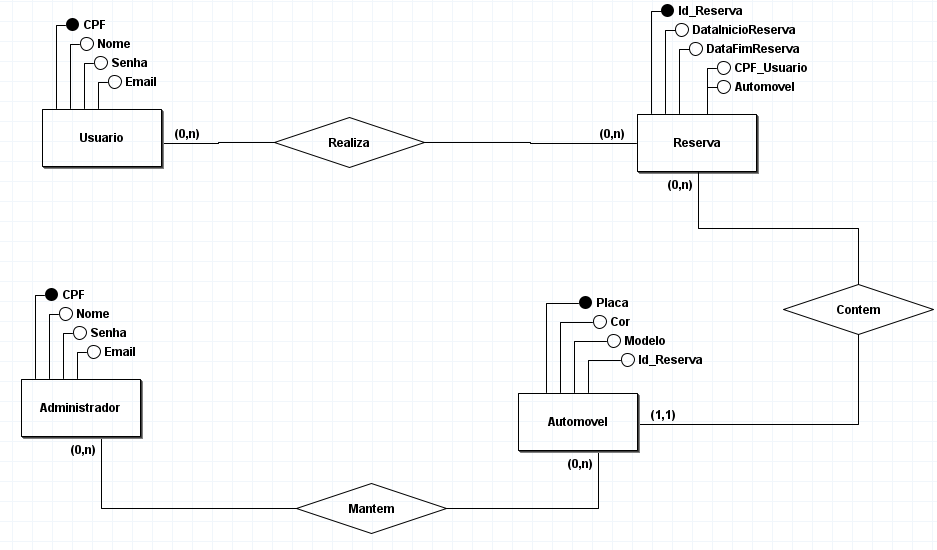 CPF
Nome
Senha
Email
Usuario
(0,n)
Realiza
(0,n)
Id_Reserva
DataInicioReserva
DataFimReserva
CPF_Usuario
Automovel
Reserva
(0,n)
Contem
CPF
Nome
Senha
Email
Administrador
(0,n)
Placa
Cor
Modelo
Id_Reserva
Automovel
(1,1)
(0,n)
Mantem